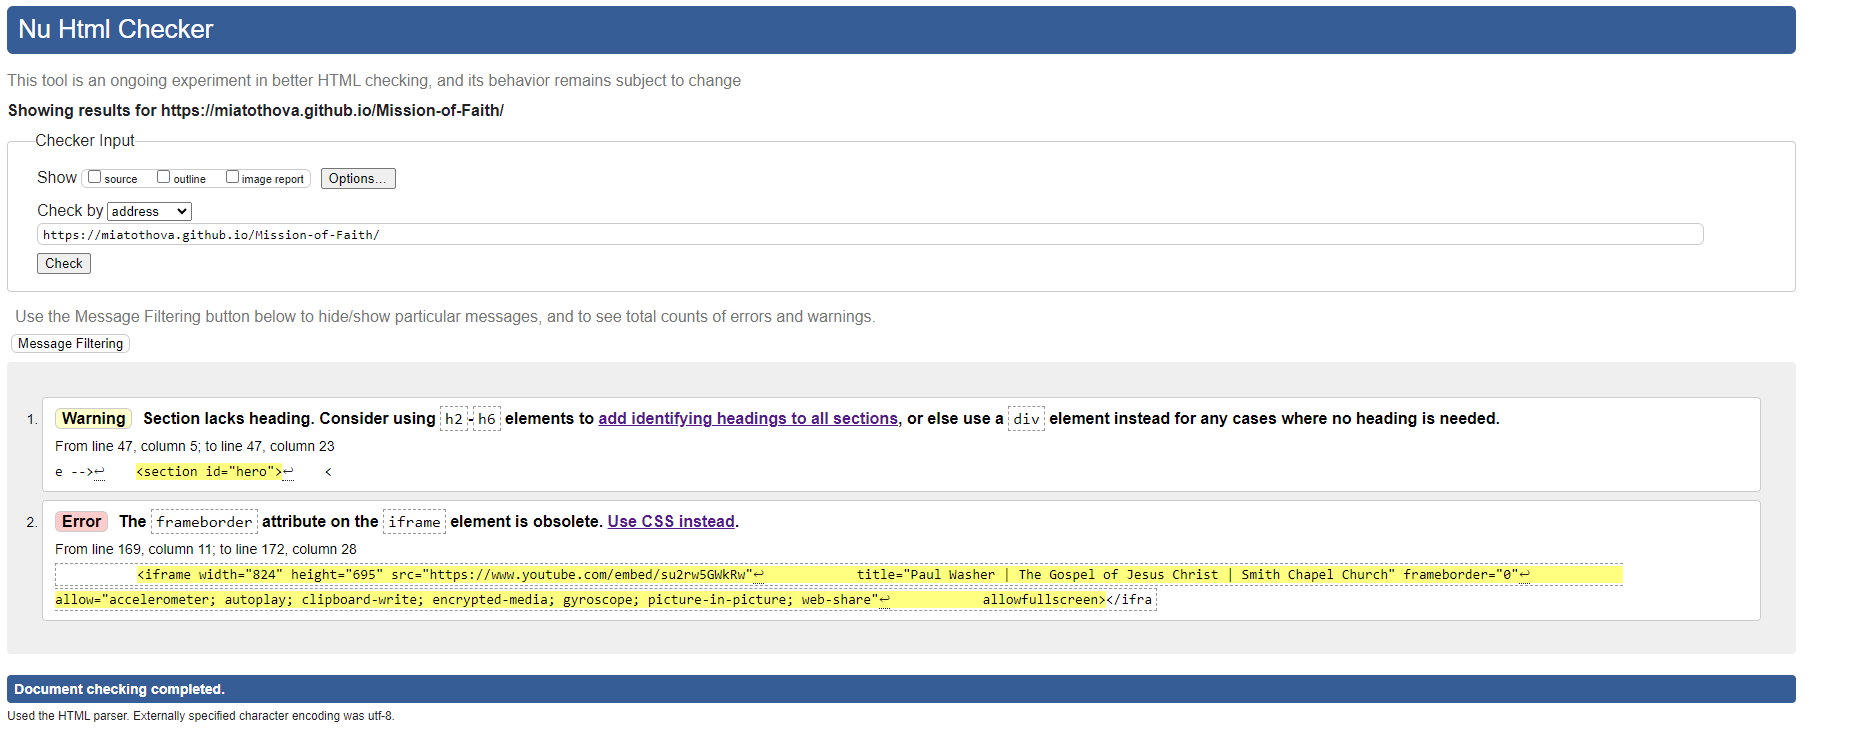 Nu Html Checker
This tool is an ongoing experiment in better HTML checking, and its behavior remains subject to change
Showing results for https://miatothova.github.io/Mission-of-Faith/
Checker Input
Show source outline image report Options...
Check by address
https://miatothova.github.io/Mission-of-Faith/
Check
Use the Message Filtering button below to hide/show particular messages, and to see total counts of errors and warnings.
Message Filtering
1. Warning Section lacks heading. Consider using h2-h6 elements to add identifying headings to all sections, or else use a div element instead for any cases where no heading is needed.
From line 47, column 5; to line 47, column 23
e -->↩ <section id="hero">↩ <
2. Error The frameborder attribute on the iframe element is obsolete. Use CSS instead.
From line 169, column 11; to line 172, column 28
<iframe width="824" height="695" src="https://www.youtube.com/embed/su2rw5GWkRw"↩ title="Paul Washer | The Gospel of Jesus Christ | Smith Chapel Church" frameborder="0"↩
allow="accelerometer; autoplay; clipboard-write; encrypted-media; gyroscope; picture-in-picture; web-share"↩ allowfullscreen></ifra
Document checking completed.
Used the HTML parser. Externally specified character encoding was utf-8.